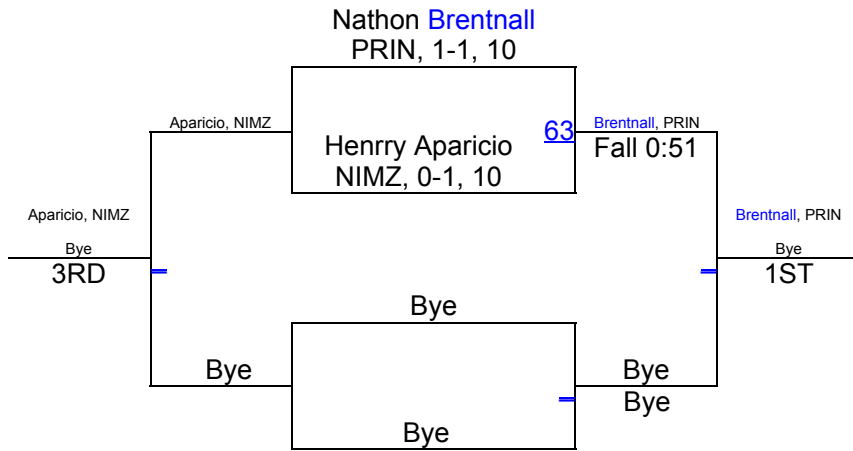 Nathon Brentnall
PRIN, 1-1, 10
Aparicio, NIMZ
63
Brentnall, PRIN
Henrry Aparicio
Fall 0:51
NIMZ, 0-1, 10
Aparicio, NIMZ
Brentnall, PRIN
Bye
Bye
3RD
1ST
Bye
Bye
Bye
Bye
Bye